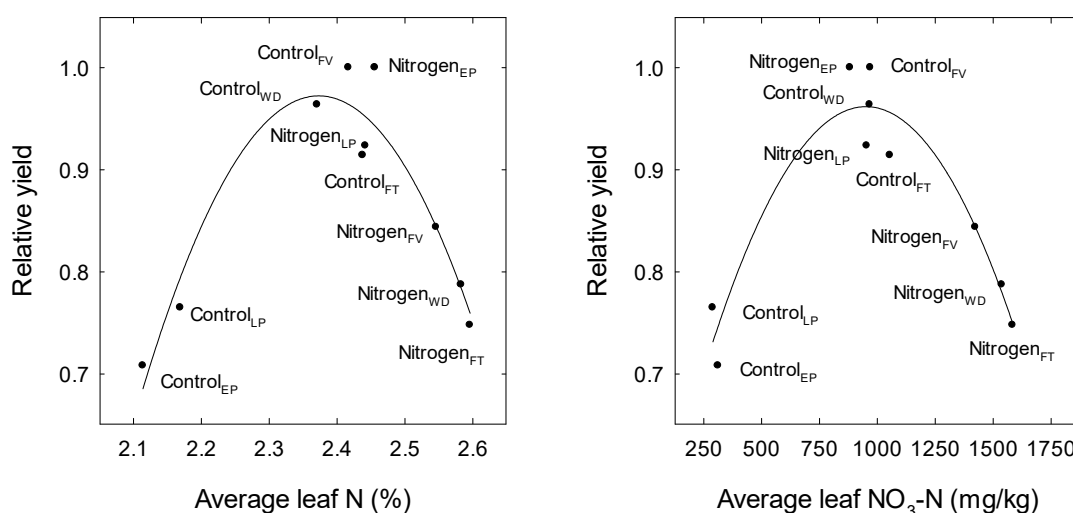 Relative yield
1.0
0.9
0.8
0.7
Control_FV
Nitrogen_EP
Control_WD
Nitrogen_LP
Control_FT
Nitrogen_FV
Nitrogen_WD
Control_LP
Nitrogen_FT
Control_EP
2.1 2.2 2.3 2.4 2.5 2.6
Average leaf N (%)
Relative yield
1.0
0.9
0.8
0.7
Nitrogen_EP
Control_FV
Control_WD
Nitrogen_LP
Control_FT
Nitrogen_FV
Nitrogen_WD
Control_LP
Nitrogen_FT
Control_EP
250 500 750 1000 1250 1500 1750
Average leaf NO₃-N (mg/kg)